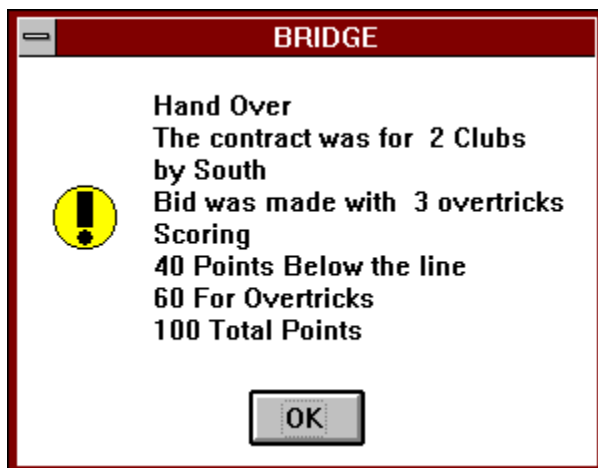 BRIDGE
Hand Over
The contract was for 2 Clubs
by South
Bid was made with 3 overtricks
Scoring
40 Points Below the line
60 For Overtricks
100 Total Points
OK